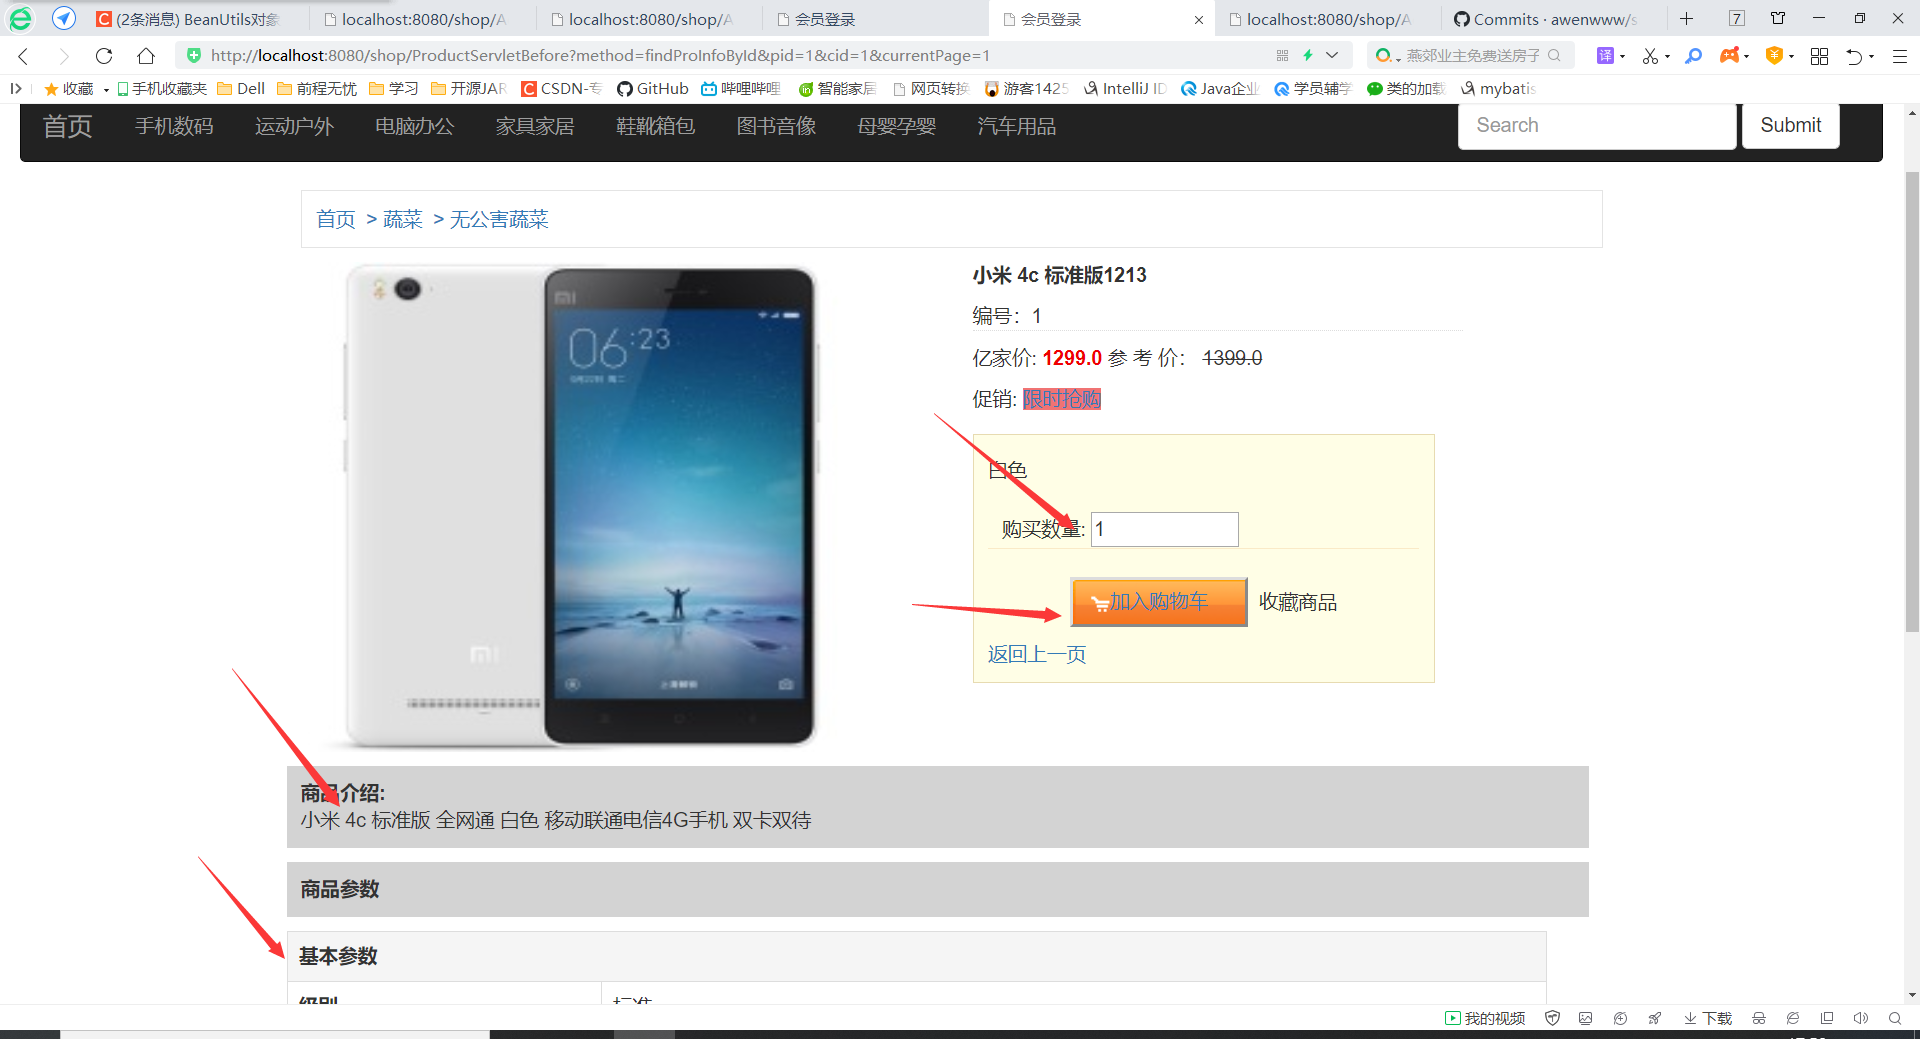 (2条消息) BeanUtils对象
localhost:8080/shop/A
localhost:8080/shop/A
会员登录
会员登录
localhost:8080/shop/A
Commits · awenwww/s
7
http://localhost:8080/shop/ProductServletBefore?method=findProInfoById&pid=1&cid=1&currentPage=1
燕郊业主免费送房子
译
收藏 手机收藏夹 Dell 前程无忧 学习 开源JAR CSDN-专 GitHub 哔哩哔哩 智能家居 网页转换 游客1425 IntelliJ ID Java企业 学员辅学 类的加载 mybatis
首页 手机数码 运动户外 电脑办公 家具家居 鞋靴箱包 图书音像 母婴孕婴 汽车用品 Search Submit
首页 > 蔬菜 > 无公害蔬菜
小米 4c 标准版1213
编号：1
亿家价: 1299.0 参 考 价： 1399.0
促销: 限时抢购
白色
购买数量: 1
加入购物车 收藏商品
返回上一页
mi
06:23
mi
商品介绍:
小米 4c 标准版 全网通 白色 移动联通电信4G手机 双卡双待
商品参数
基本参数
级别 标准
我的视频 下载